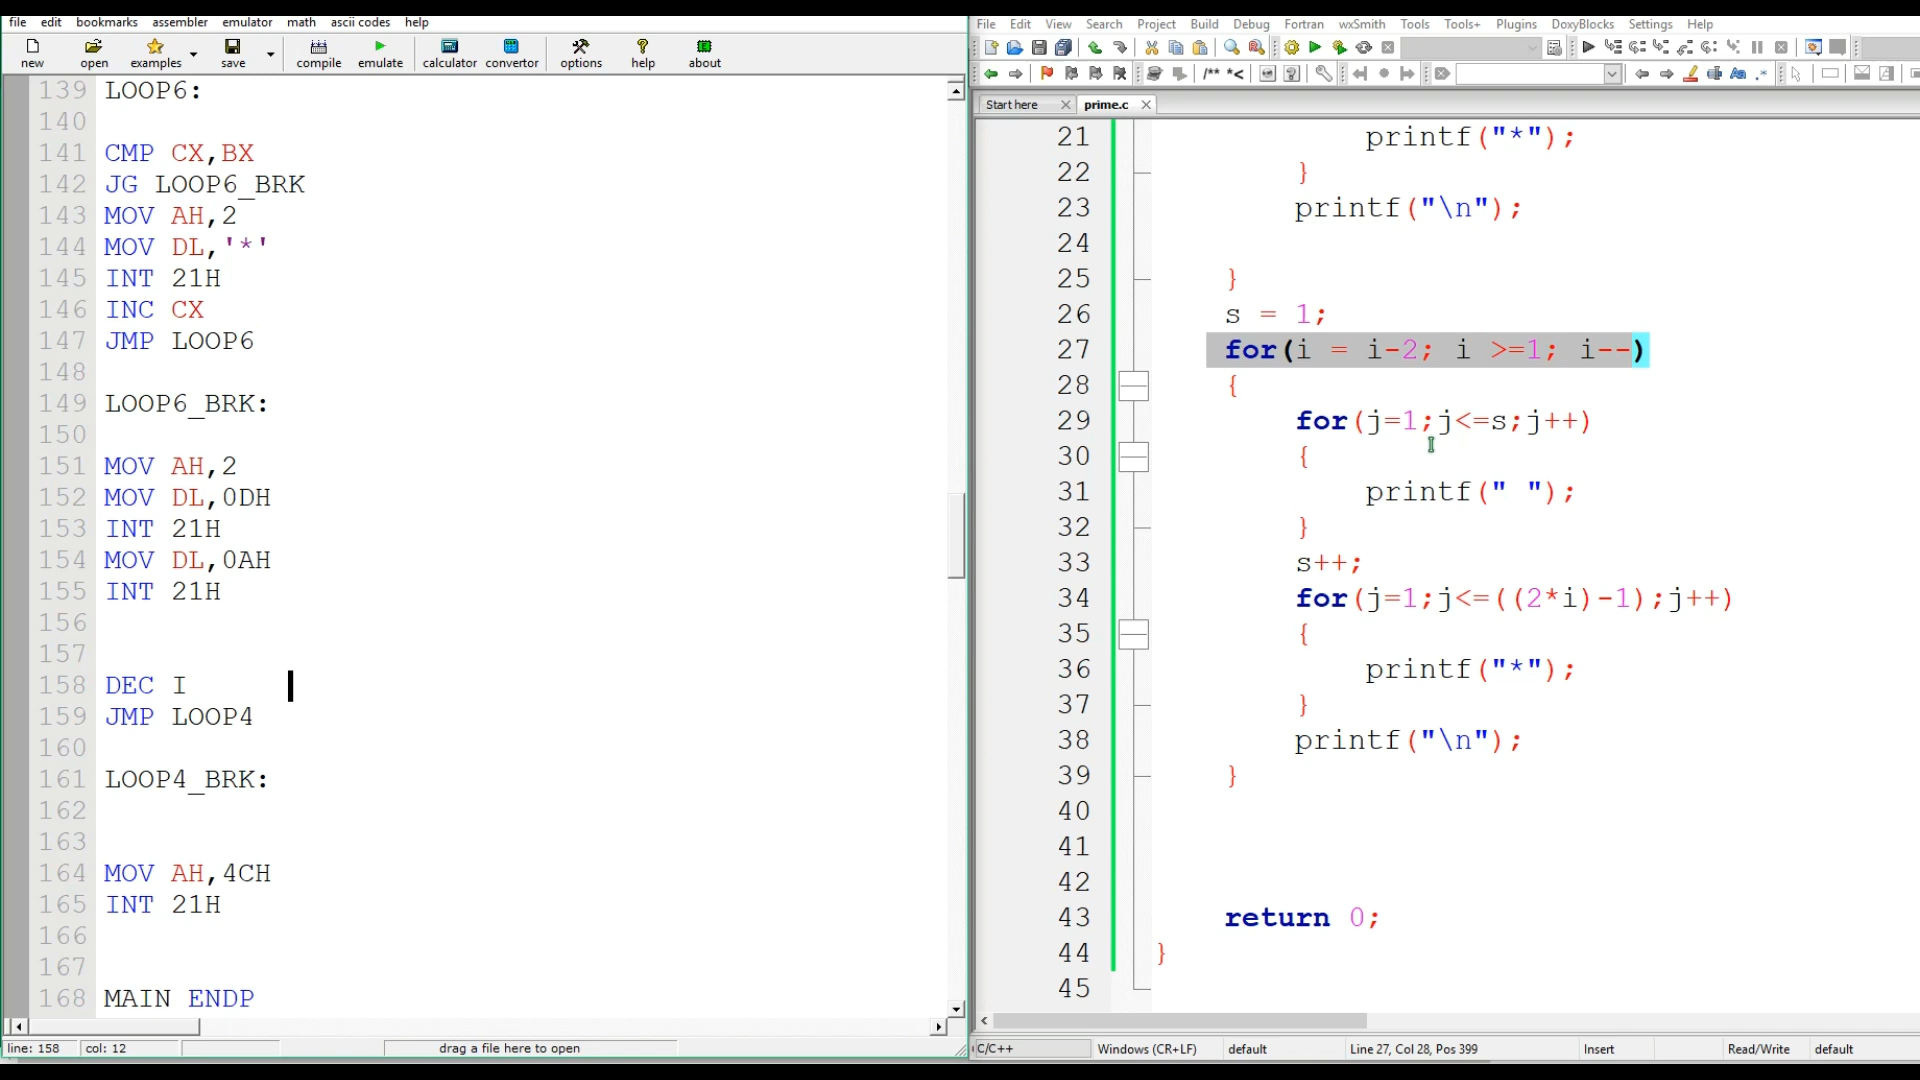 file edit bookmarks assembler emulator math ascii codes help
new open examples save compile emulate calculator convertor options help about
139 LOOP6:
140
141 CMP CX,BX
142 JG LOOP6_BRK
143 MOV AH,2
144 MOV DL,'*'
145 INT 21H
146 INC CX
147 JMP LOOP6
148
149 LOOP6_BRK:
150
151 MOV AH,2
152 MOV DL,0DH
153 INT 21H
154 MOV DL,0AH
155 INT 21H
156
157
158 DEC I
159 JMP LOOP4
160
161 LOOP4_BRK:
162
163
164 MOV AH,4CH
165 INT 21H
166
167
168 MAIN ENDP
line: 158 col: 12 drag a file here to open
File Edit View Search Project Build Debug Fortran wxSmith Tools Tools+ Plugins DoxyBlocks Settings Help
/** *<
Start here prime.c
21 printf("*");
22 }
23 printf("\n");
24
25 }
26 s = 1;
27 for(i = i-2; i >=1; i--)
28 {
29 for(j=1;j<=s;j++)
30 {
31 printf(" ");
32 }
33 s++;
34 for(j=1;j<=((2*i)-1);j++)
35 {
36 printf("*");
37 }
38 printf("\n");
39 }
40
41
42
43 return 0;
44 }
45
C/C++ Windows (CR+LF) default Line 27, Col 28, Pos 399 Insert Read/Write default